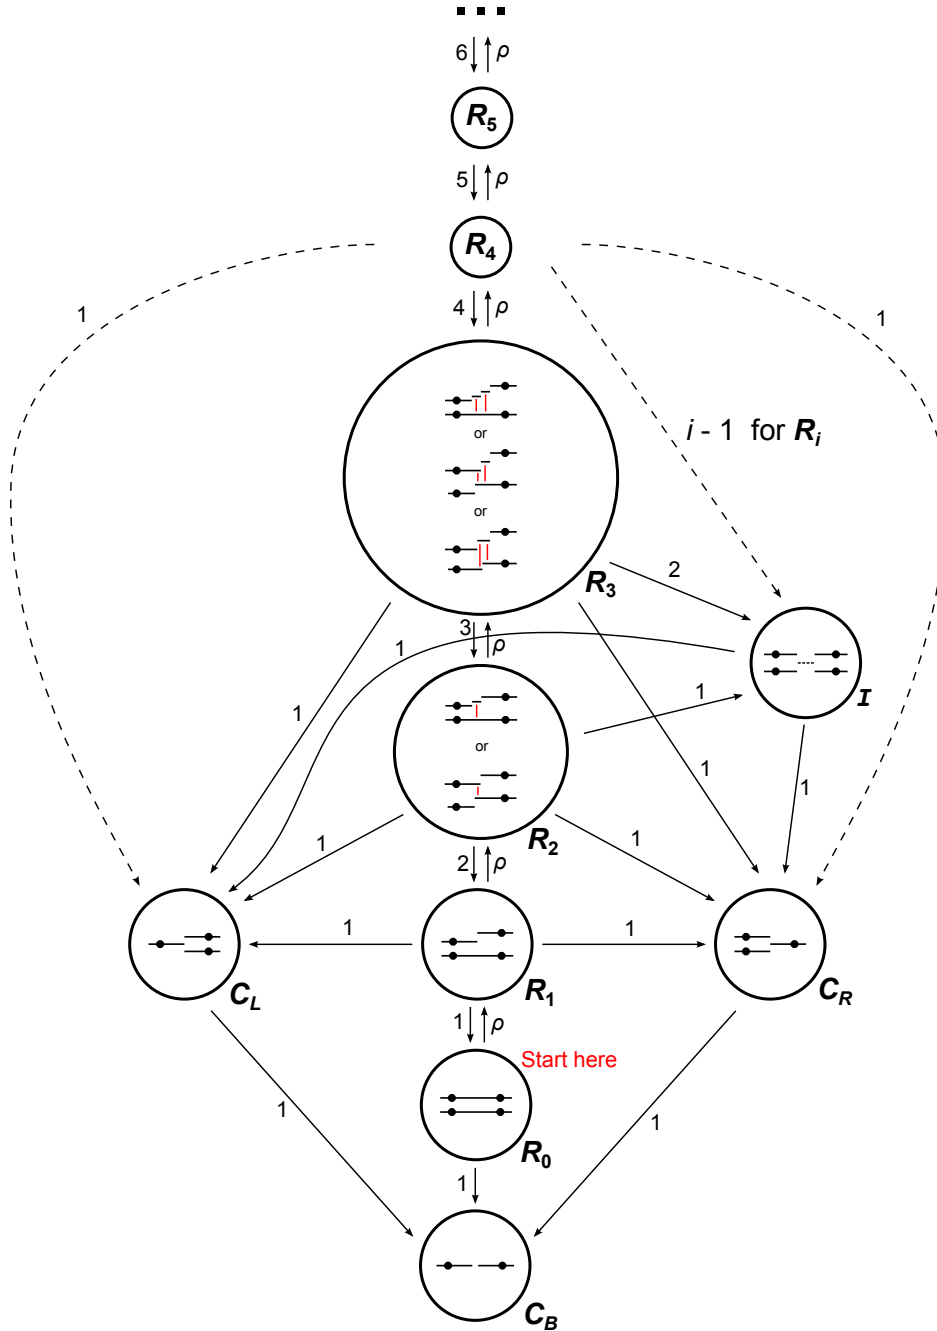 6 ρ
R5
5 ρ
R4
1
1
4 ρ
i - 1 for Ri
or
or
R3
2
3 ρ
1
1
I
1
or
1
1
1
1
1
R2
2 ρ
1
1
CL
R1
CR
1 ρ
Start here
1
1
R0
1
CB